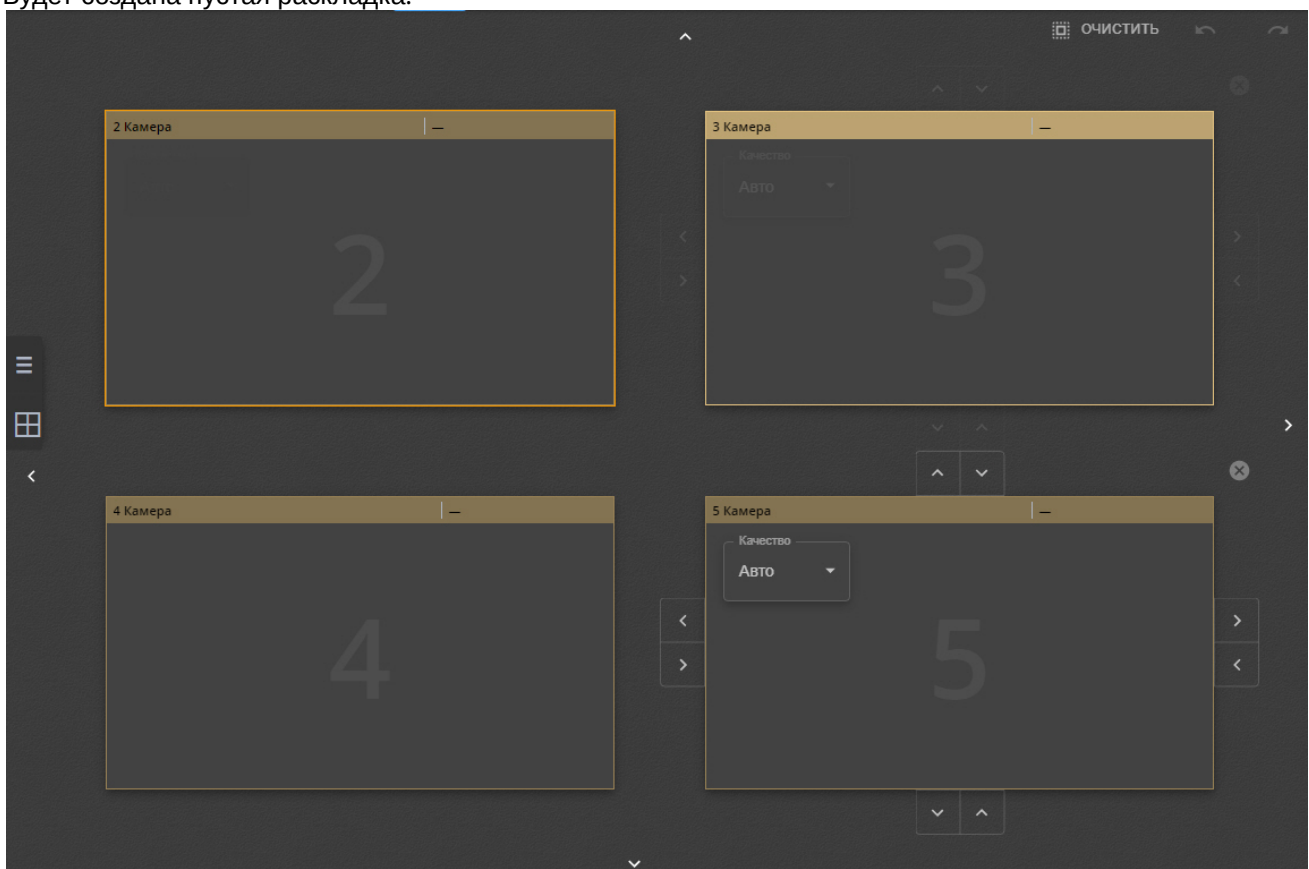 Будет создана пустая раскладка.
ОЧИСТИТЬ
2 Камера —
3 Камера —
Качество
Авто
2
3
4 Камера —
5 Камера —
Качество
Авто
4
5